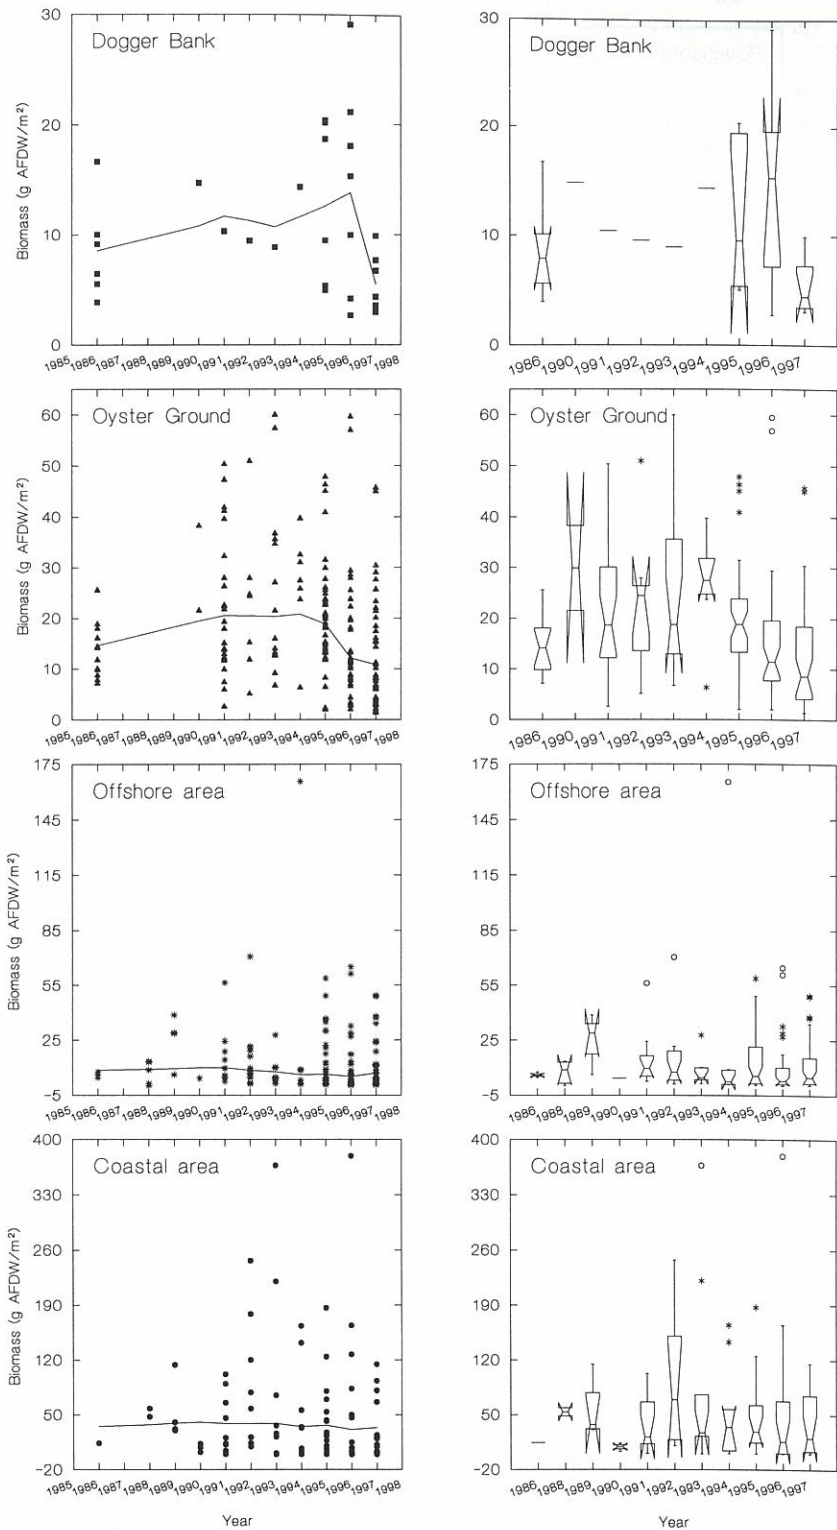 Dogger Bank
30
20
10
0
Biomass (g AFDW/m²)
1985 1986 1987 1988 1989 1990 1991 1992 1993 1994 1995 1996 1997 1998
Dogger Bank
30
20
10
0
1986 1990 1991 1992 1993 1994 1995 1996 1997
Oyster Ground
60
50
40
30
20
10
0
Biomass (g AFDW/m²)
1985 1986 1987 1988 1989 1990 1991 1992 1993 1994 1995 1996 1997 1998
Oyster Ground
60
50
40
30
20
10
0
1986 1990 1991 1992 1993 1994 1995 1996 1997
Offshore area
175
145
115
85
55
25
-5
Biomass (g AFDW/m²)
1985 1986 1987 1988 1989 1990 1991 1992 1993 1994 1995 1996 1997 1998
Offshore area
175
145
115
85
55
25
-5
1986 1988 1989 1990 1991 1992 1993 1994 1995 1996 1997
Coastal area
400
330
260
190
120
50
-20
Biomass (g AFDW/m²)
1985 1986 1987 1988 1989 1990 1991 1992 1993 1994 1995 1996 1997 1998
Year
Coastal area
400
330
260
190
120
50
-20
1986 1988 1989 1990 1991 1992 1993 1994 1995 1996 1997
Year